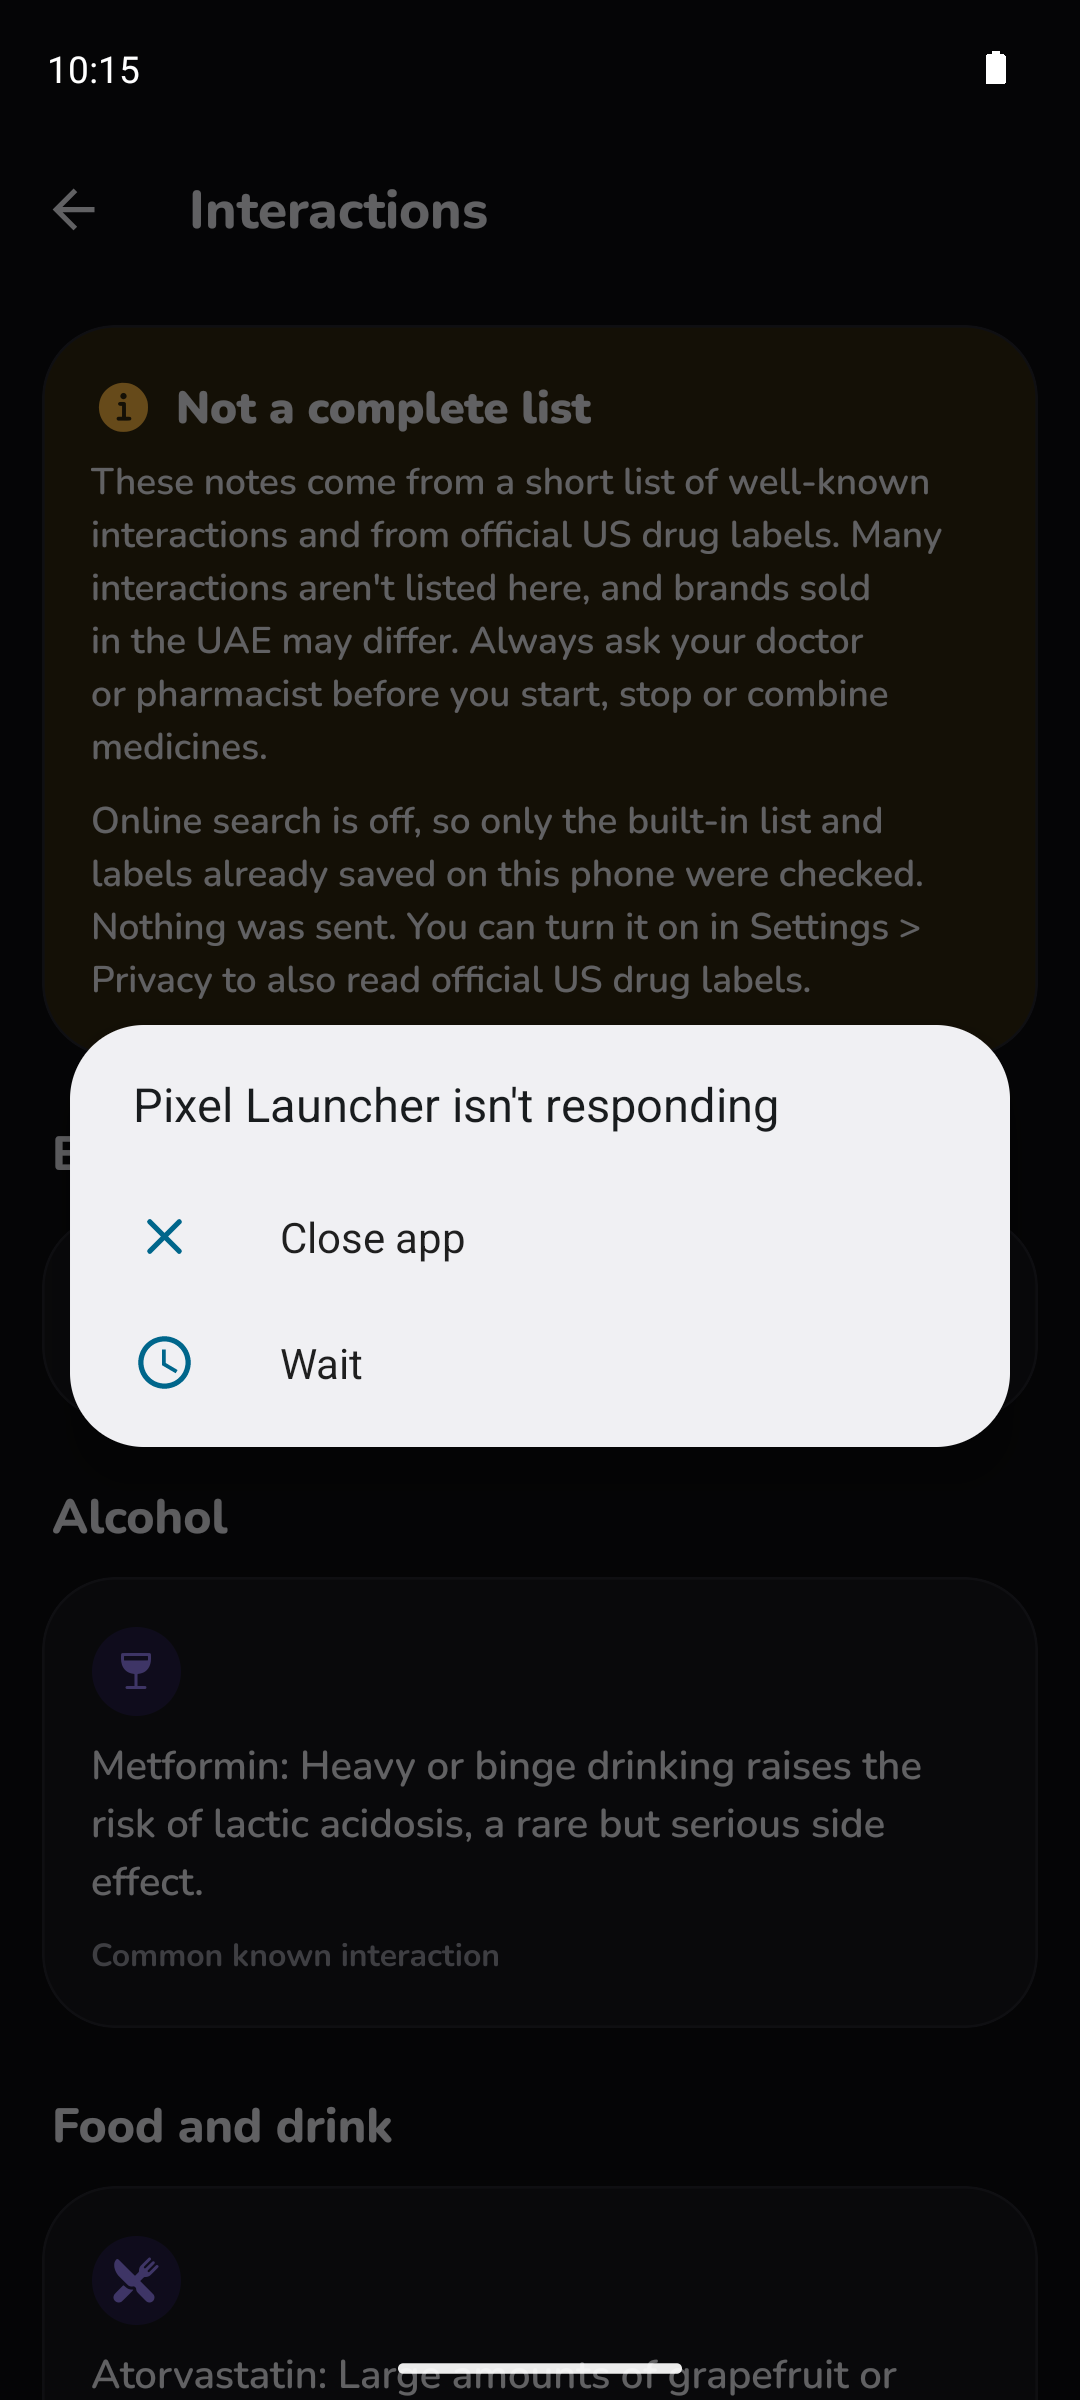 10:15
Interactions
Not a complete list
These notes come from a short list of well-known
interactions and from official US drug labels. Many
interactions aren't listed here, and brands sold
in the UAE may differ. Always ask your doctor
or pharmacist before you start, stop or combine
medicines.
Online search is off, so only the built-in list and
labels already saved on this phone were checked.
Nothing was sent. You can turn it on in Settings >
Privacy to also read official US drug labels.
Pixel Launcher isn't responding
Close app
Wait
Alcohol
Metformin: Heavy or binge drinking raises the
risk of lactic acidosis, a rare but serious side
effect.
Common known interaction
Food and drink
Atorvastatin: Large amounts of grapefruit or